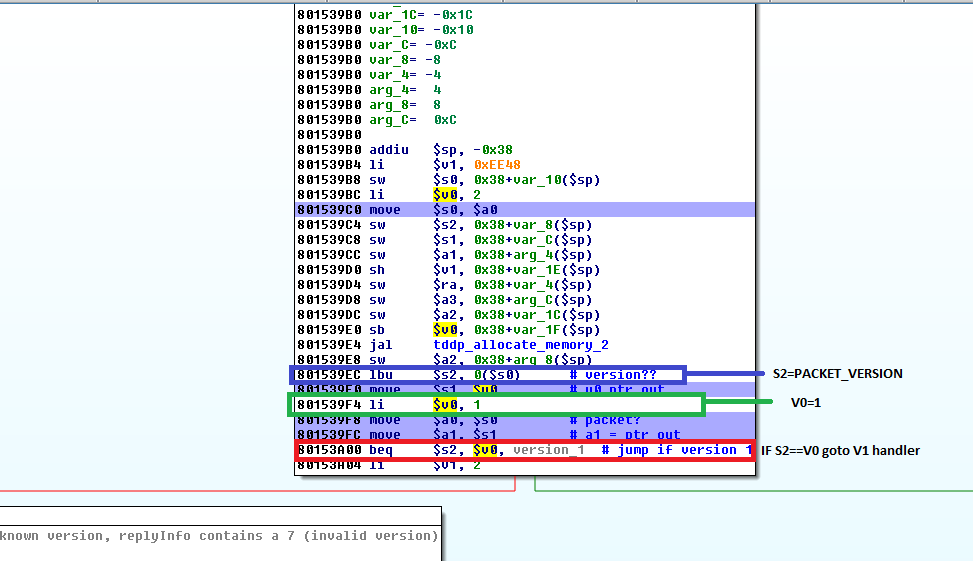 801539B0 var_1C= -0x1C
801539B0 var_10= -0x10
801539B0 var_C= -0xC
801539B0 var_8= -8
801539B0 var_4= -4
801539B0 arg_4= 4
801539B0 arg_8= 8
801539B0 arg_C= 0xC
801539B0
801539B0 addiu $sp, -0x38
801539B4 li $v1, 0xEE48
801539B8 sw $s0, 0x38+var_10($sp)
801539BC li $v0, 2
801539C0 move $s0, $a0
801539C4 sw $s2, 0x38+var_8($sp)
801539C8 sw $s1, 0x38+var_C($sp)
801539CC sw $a1, 0x38+arg_4($sp)
801539D0 sh $v1, 0x38+var_1E($sp)
801539D4 sw $ra, 0x38+var_4($sp)
801539D8 sw $a3, 0x38+arg_C($sp)
801539DC sw $a2, 0x38+var_1C($sp)
801539E0 sb $v0, 0x38+var_1F($sp)
801539E4 jal tddp_allocate_memory_2
801539E8 sw $a2, 0x38+arg_8($sp)
801539EC lbu $s2, 0($s0) # version??
S2=PACKET_VERSION
801539F0 move $s1, $v0 # v0 ptr out
801539F4 li $v0, 1
V0=1
801539F8 move $a0, $s0 # packet?
801539FC move $a1, $s1 # a1 = ptr out
80153A00 beq $s2, $v0, version_1 # jump if version 1
IF S2==V0 goto V1 handler
80153A04 li $v1, 2
known version, replyInfo contains a 7 (invalid version)